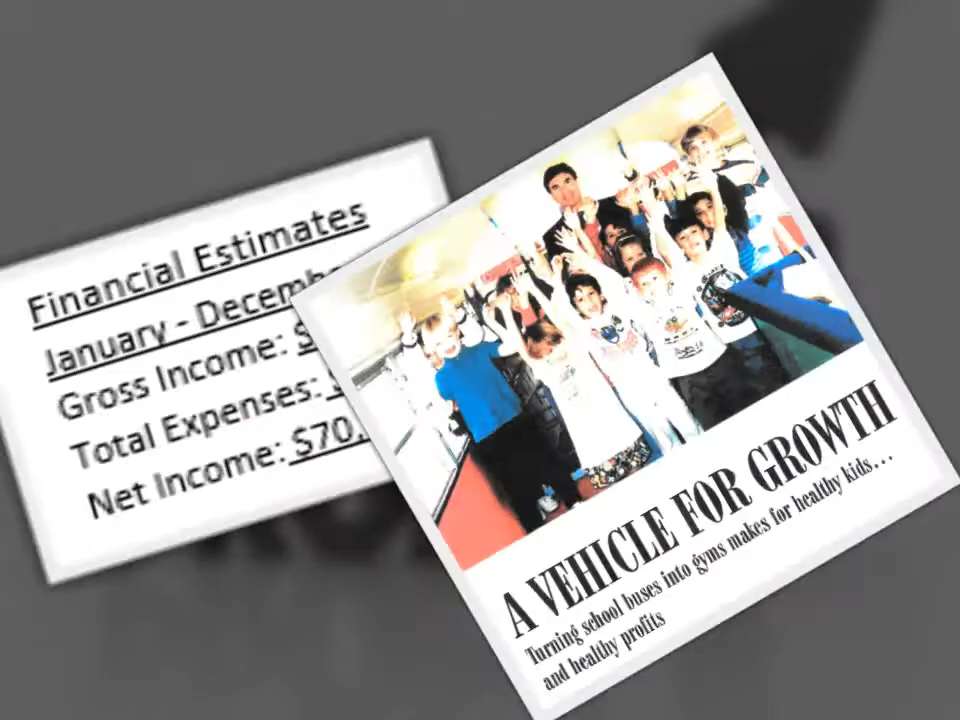 Financial Estimates
January - Decemb
Gross Income: $
Total Expenses:
Net Income: $70,
A VEHICLE FOR GROWTH
Turning school buses into gyms makes for healthy kids...
and healthy profits